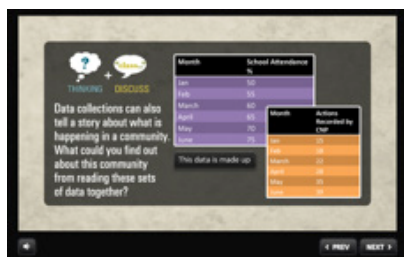 THINKING + DISCUSS
Data collections can also
tell a story about what is
happening in a community.
What could you find out
about this community
from reading these sets
of data together?
Month School Attendance %
Jan 50
Feb 55
March 60
April 65
May 70
June 75
This data is made up
Month Actions Recorded by CNP
Jan 15
Feb
March 22
April
May
June
< PREV NEXT >